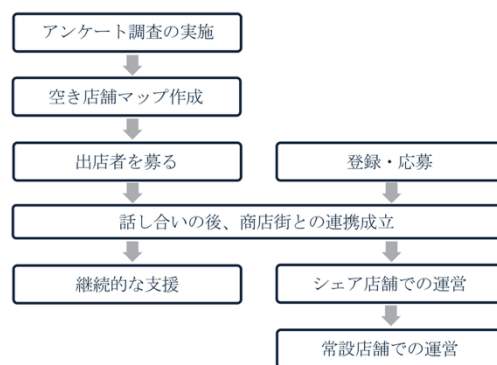 アンケート調査の実施
空き店舗マップ作成
出店者を募る
登録・応募
話し合いの後、商店街との連携成立
継続的な支援
シェア店舗での運営
常設店舗での運営